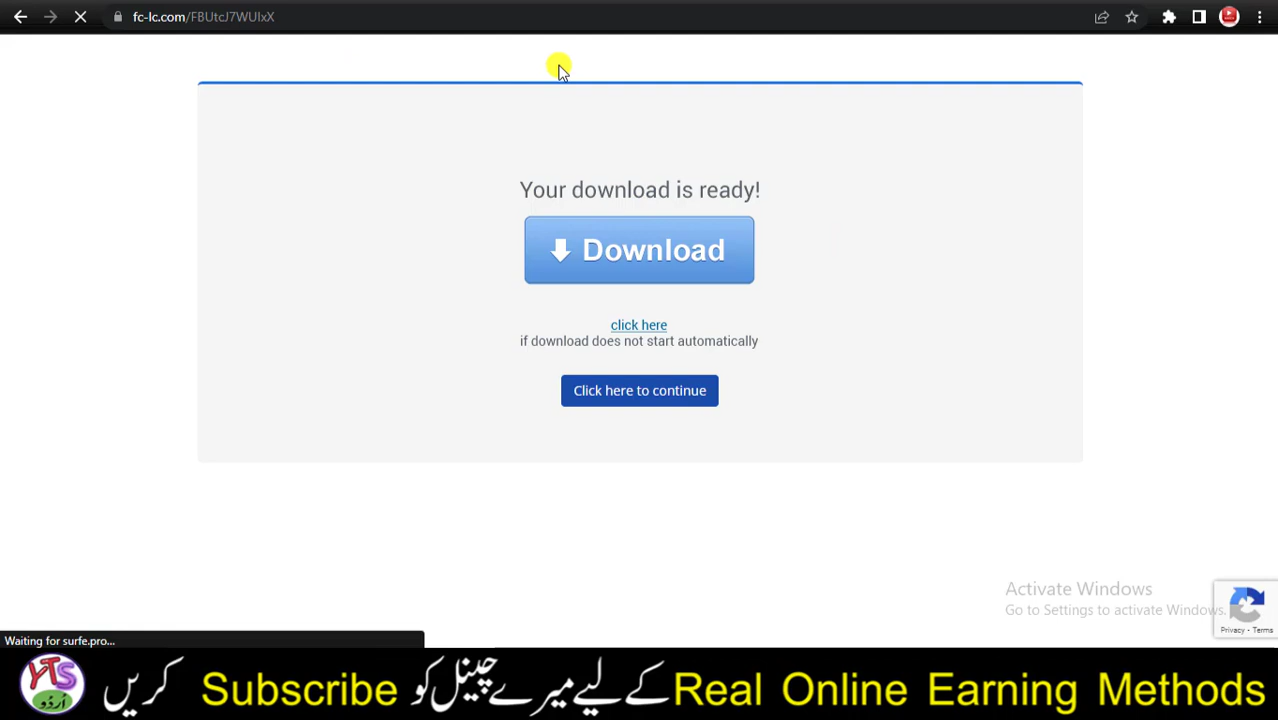 fc-lc.com/FBUtcJ7WUlxX
Your download is ready!
Download
click here
if download does not start automatically
Click here to continue
Activate Windows
Go to Settings to activate Windows.
Privacy - Terms
Waiting for surfe.pro...
YTS
اردو
Real Online Earning Methods کے لیے میرے چینل کو Subscribe کریں